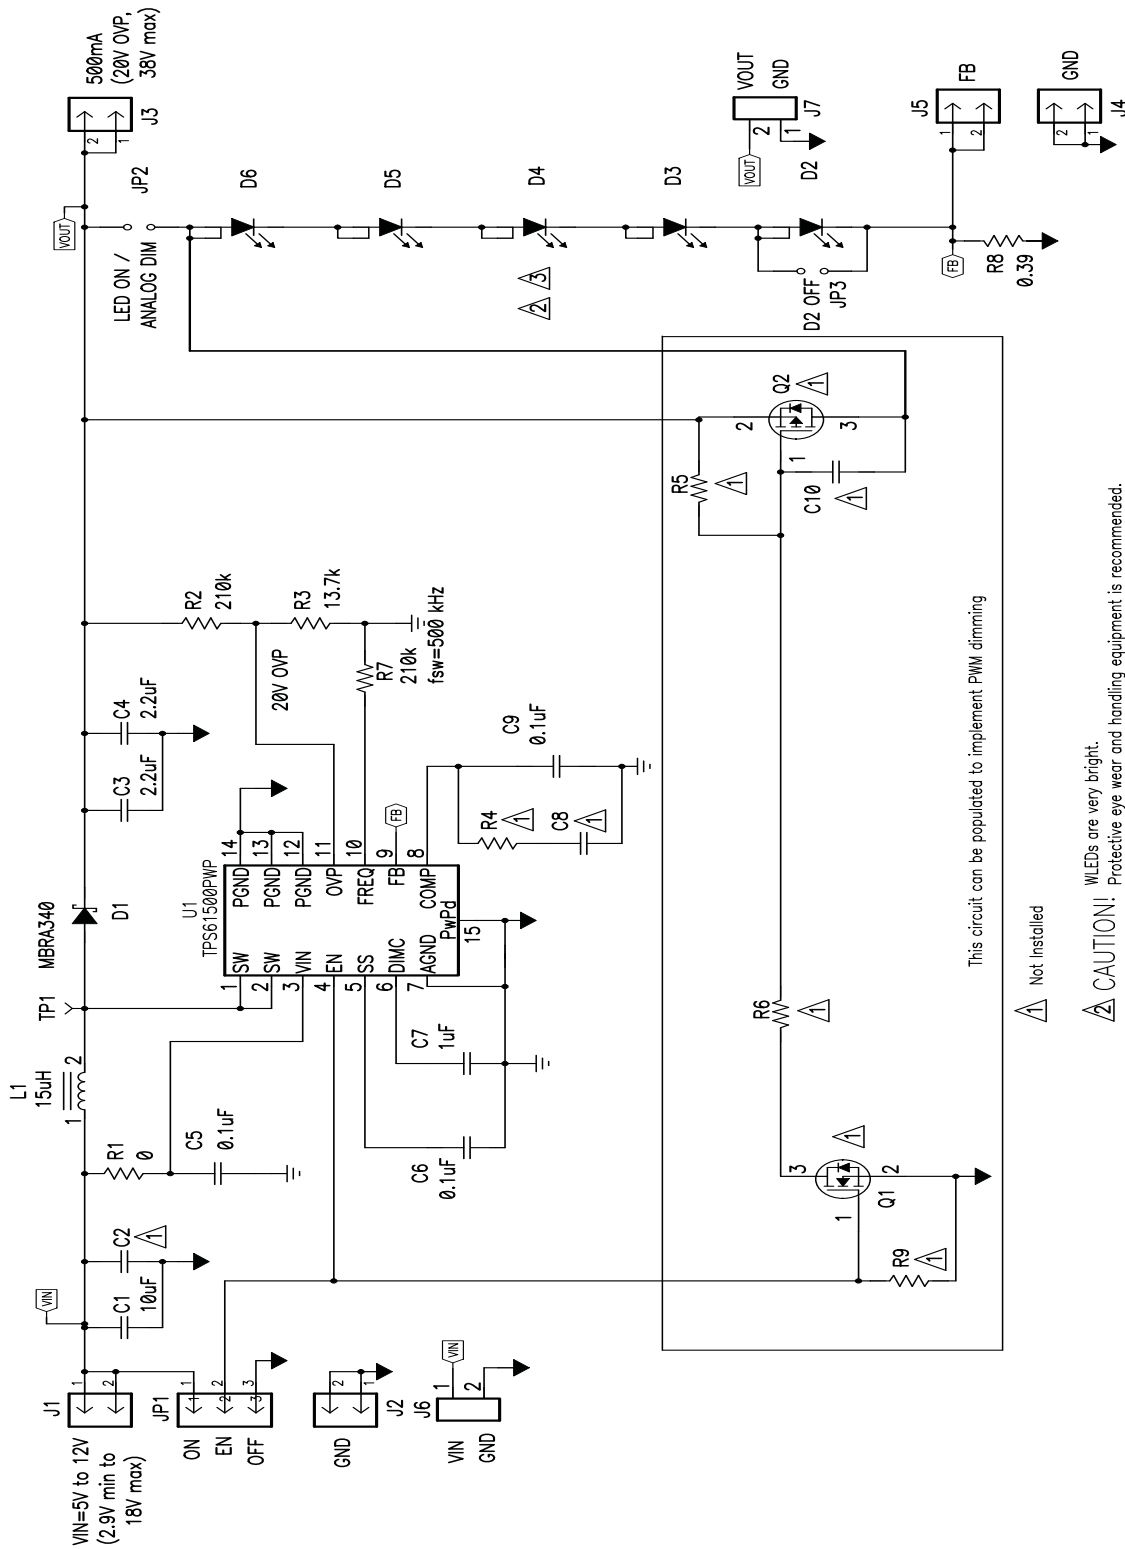 VIN=5V to 12V
(2.9V min to
18V max)
J1
1
2
VIN
C1
10uF
C2
1
R1
0
C5
0.1uF
L1
15uH
1
2
TP1
MBRA340
D1
C3
2.2uF
C4
2.2uF
R2
210k
R3
13.7k
20V OVP
R7
210k
fsw=500 kHz
VOUT
J3
2
1
500mA
(20V OVP,
38V max)
JP1
ON
EN
OFF
1
2
3
1
2
3
J2
GND
2
1
J6
VIN
GND
1
2
VIN
U1
TPS61500PWP
1
SW
2
SW
3
VIN
4
EN
5
SS
6
DIMC
7
AGND
14
PGND
13
PGND
12
PGND
11
OVP
10
FREQ
9
FB
8
COMP
PwPd
15
FB
C6
0.1uF
C7
1uF
R4
1
C8
1
C9
0.1uF
LED ON /
ANALOG DIM
JP2
D6
D5
D4
2
3
D3
D2 OFF
JP3
D2
VOUT
J7
2
1
VOUT
GND
FB
R8
0.39
J5
1
2
FB
J4
2
1
GND
R9
1
Q1
1
1
2
3
R6
1
R5
1
C10
1
Q2
1
1
2
3
This circuit can be populated to implement PWM dimming
1 Not Installed
2 CAUTION! WLEDs are very bright.
Protective eye wear and handling equipment is recommended.